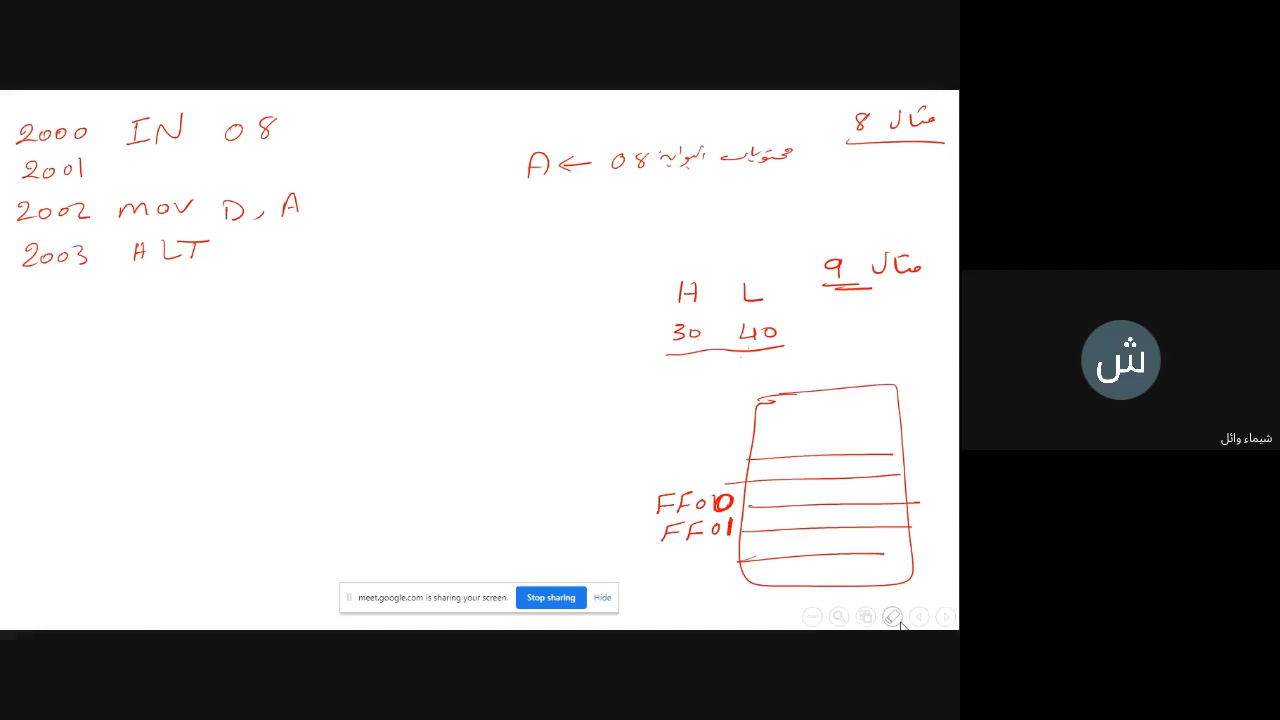 مثال 8
2000 IN 08
A ← 08 محتويات البوابة
2001
2002 MOV D, A
2003 HLT
مثال 9
H L
30 40
FF00
FF01
meet.google.com is sharing your screen.
Stop sharing
Hide
ش
شيماء وائل